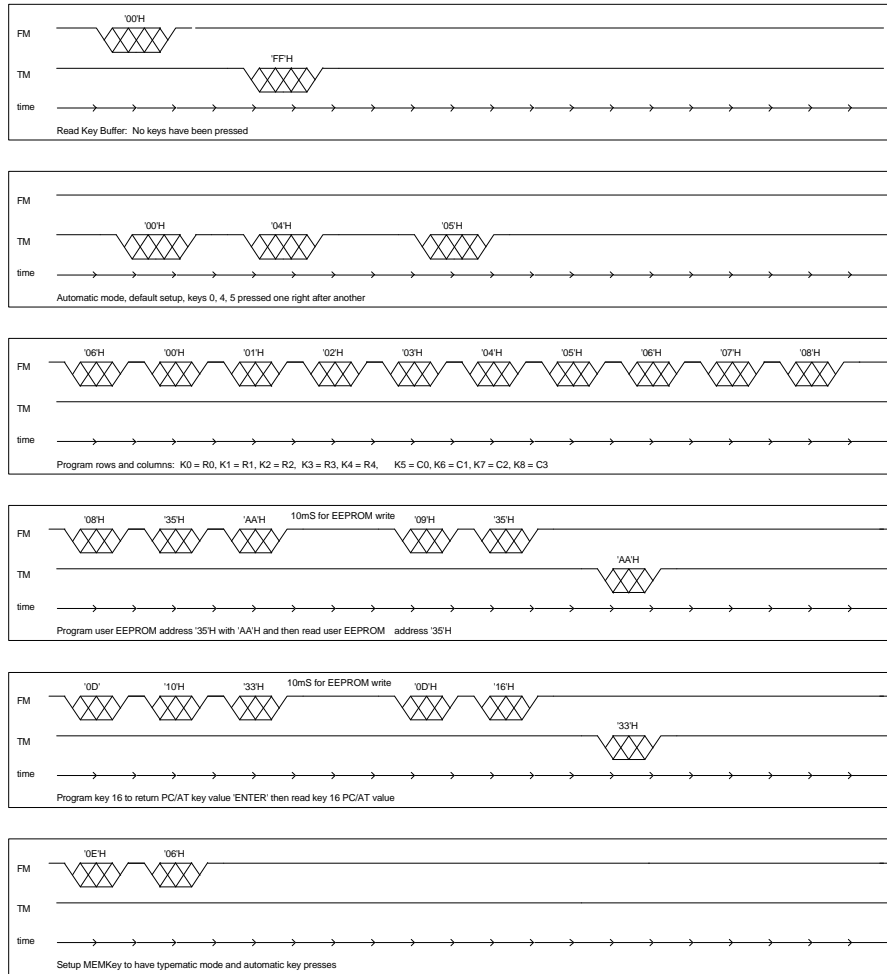 '00'H
FM
'FF'H
TM
time
Read Key Buffer: No keys have been pressed
FM
'00'H '04'H '05'H
TM
time
Automatic mode, default setup, keys 0, 4, 5 pressed one right after another
'06'H '00'H '01'H '02'H '03'H '04'H '05'H '06'H '07'H '08'H
FM
TM
time
Program rows and columns: K0 = R0, K1 = R1, K2 = R2, K3 = R3, K4 = R4, K5 = C0, K6 = C1, K7 = C2, K8 = C3
'08'H '35'H 'AA'H 10mS for EEPROM write '09'H '35'H
FM
'AA'H
TM
time
Program user EEPROM address '35'H with 'AA'H and then read user EEPROM address '35'H
'0D' '10'H '33'H 10mS for EEPROM write '0D'H '16'H
FM
'33'H
TM
time
Program key 16 to return PC/AT key value 'ENTER' then read key 16 PC/AT value
'0E'H '06'H
FM
TM
time
Setup MEMKey to have typematic mode and automatic key presses